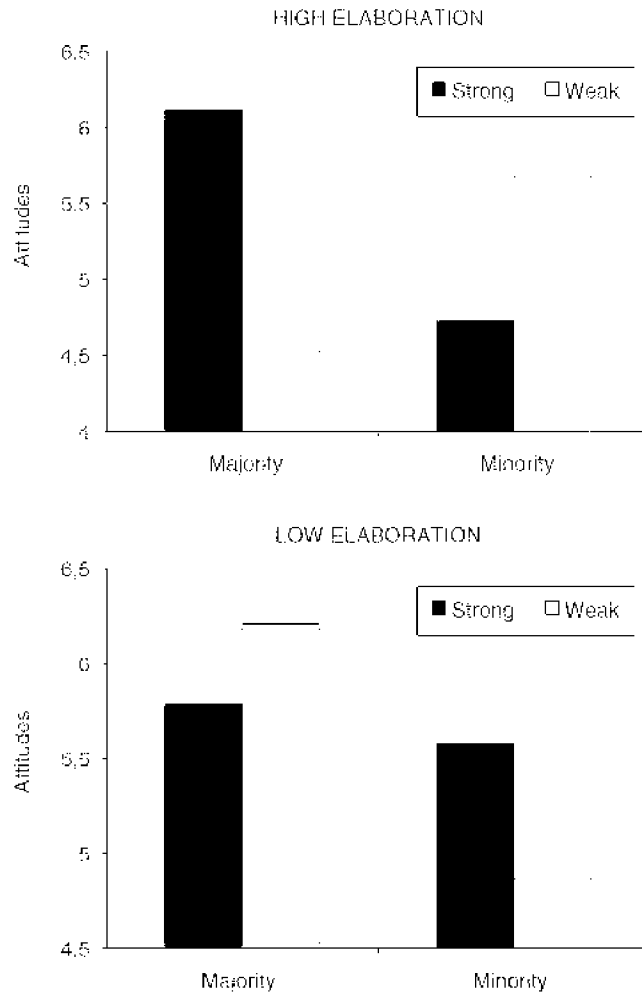 HIGH ELABORATION
6,5
Strong Weak
6
5,5
Attitudes
5
4,5
4
Majority Minority
LOW ELABORATION
6,5
Strong Weak
6
Attitudes
5,5
5
4,5
Majority Minority